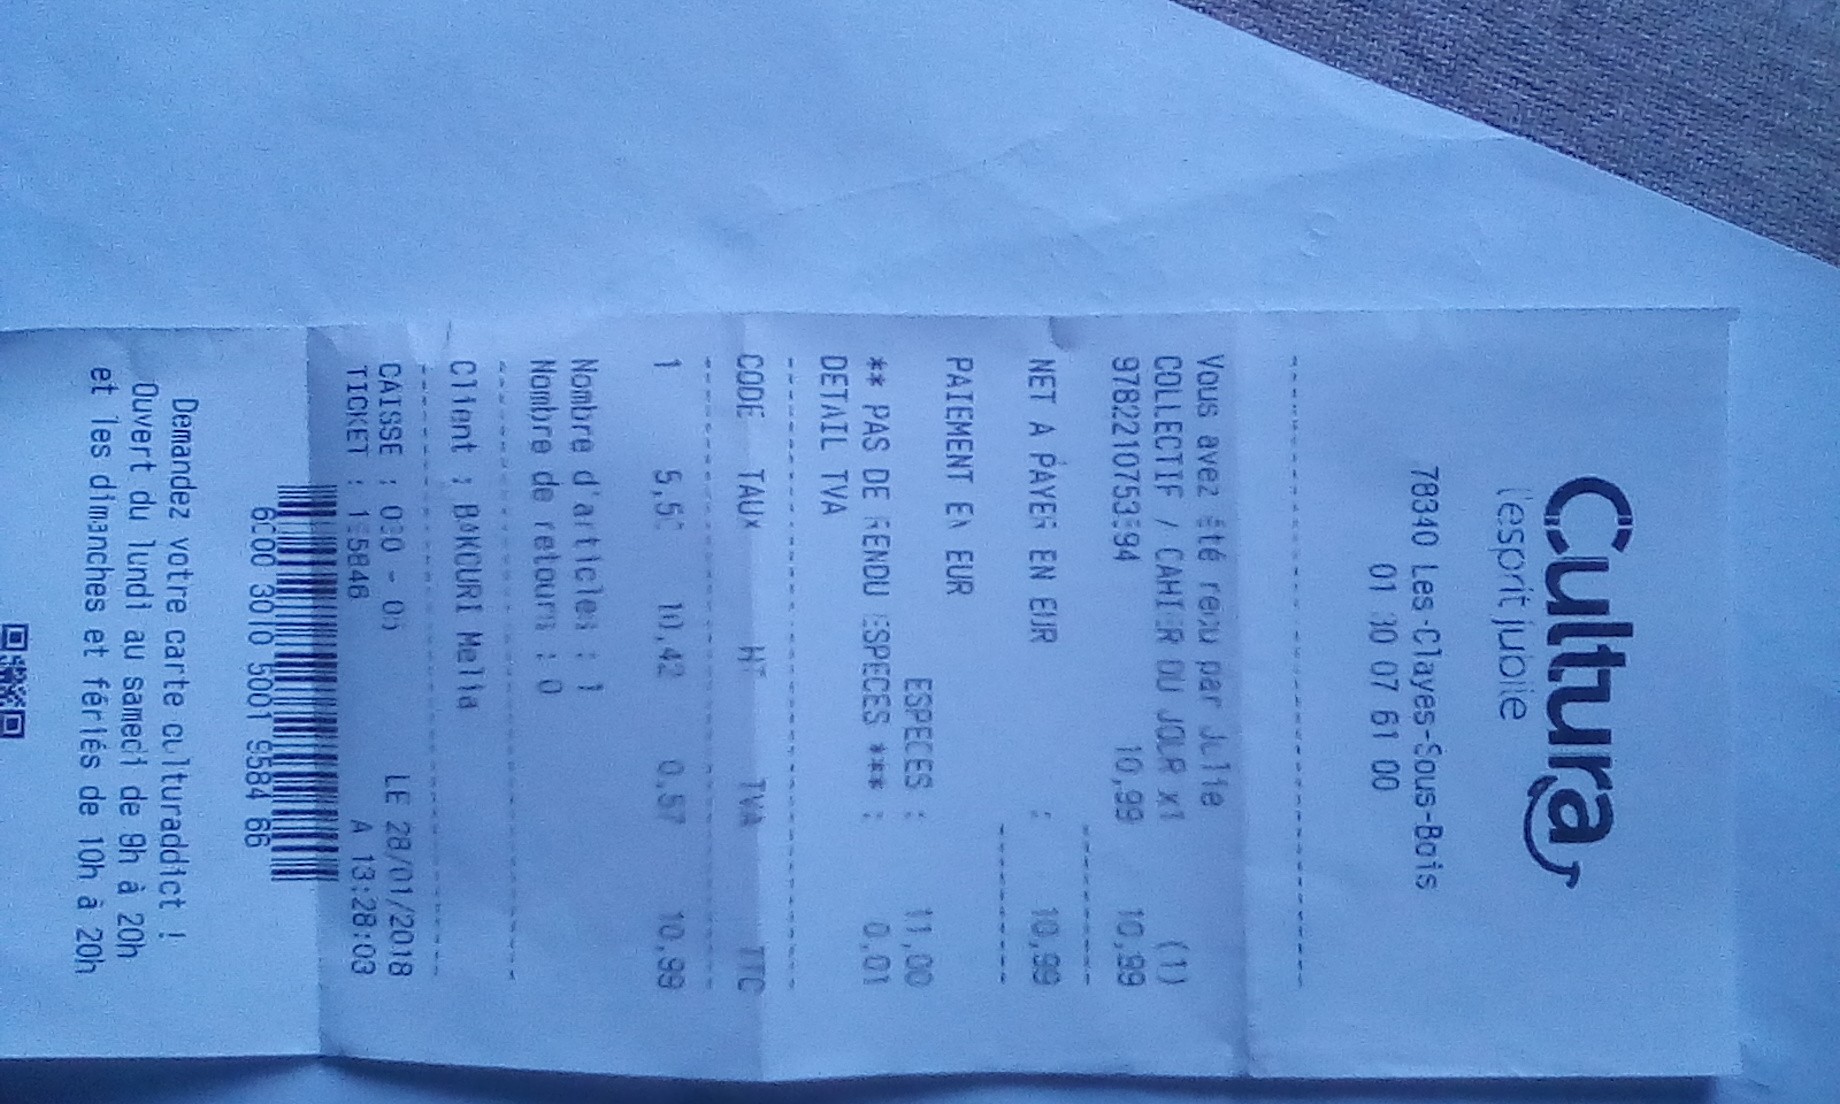 Cultura
l'esprit jubile
78340 Les-Clayes-Sous-Bois
01 30 07 61 00
Vous avez été reçu par Julie
COLLECTIF / CAHIER DU JOUR x1 (1)
10,99 10,99
NET A PAYER EN EUR : 10,99
PAIEMENT EN EUR
ESPECES : 11,00
** PAS DE RENDU ESPECES *** : 0,01
DETAIL TVA
CODE TAUX HT TVA TTC
1 5,50 10,42 0,57 10,99
Nombre d'articles : 1
Nombre de retours : 0
Client : BAKOURI Mellia
CAISSE : 030 - 05 LE 28/01/2018
TICKET : A 13:28:03
3010 5001 9584 66
Demandez votre carte culturaddict !
Ouvert du lundi au samedi de 9h à 20h
et les dimanches et fériés de 10h à 20h